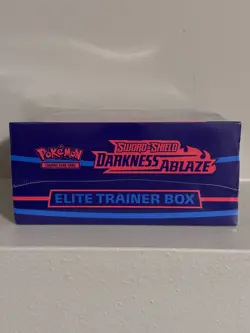 Pokémon
TRADING CARD GAME
SWORD & SHIELD
DARKNESS
ABLAZE
ELITE TRAINER BOX